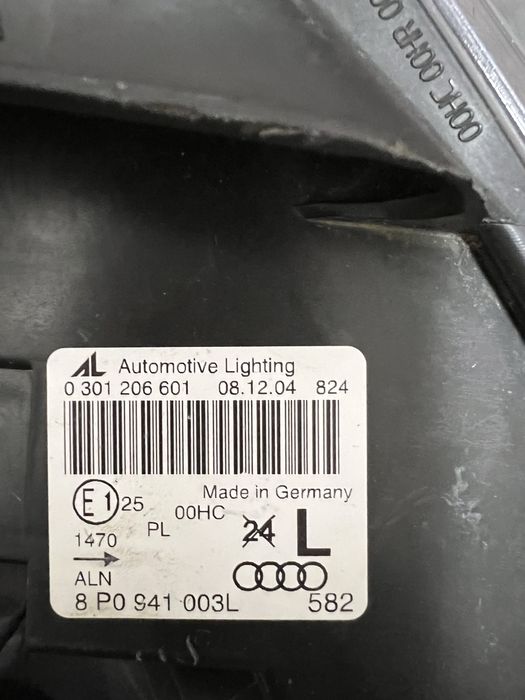 00HC 00HR 00
AL Automotive Lighting
0 301 206 601 08.12.04 824
Made in Germany
E1 25 00HC 24 L
PL
1470
ALN
8 P0 941 003L 582